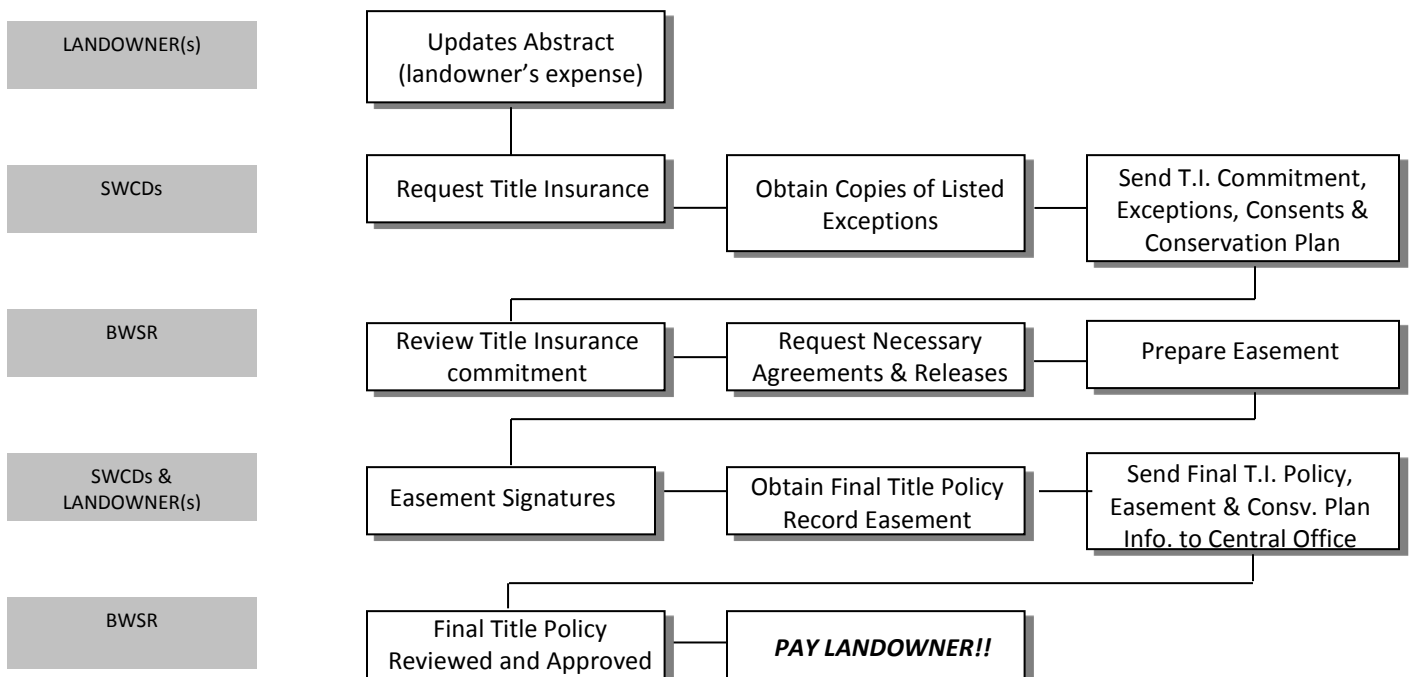 LANDOWNER(s)
Updates Abstract
(landowner’s expense)
SWCDs
Request Title Insurance
Obtain Copies of Listed
Exceptions
Send T.I. Commitment,
Exceptions, Consents &
Conservation Plan
BWSR
Review Title Insurance
commitment
Request Necessary
Agreements & Releases
Prepare Easement
SWCDs &
LANDOWNER(s)
Easement Signatures
Obtain Final Title Policy
Record Easement
Send Final T.I. Policy,
Easement & Consv. Plan
Info. to Central Office
BWSR
Final Title Policy
Reviewed and Approved
PAY LANDOWNER!!